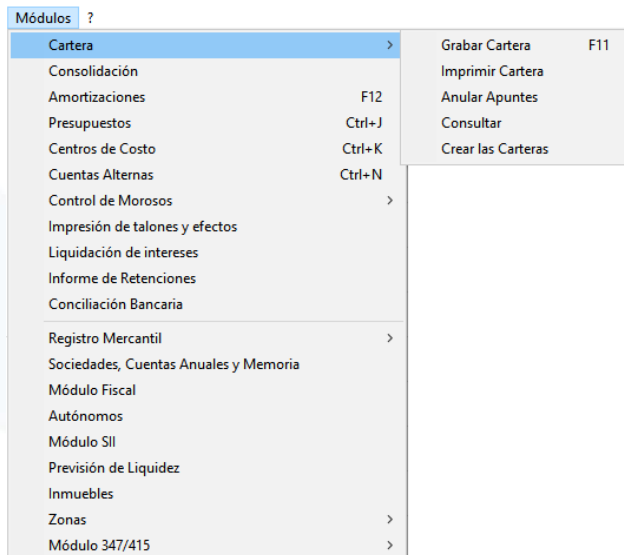 Módulos ?
Cartera > Grabar Cartera F11
Consolidación Imprimir Cartera
Amortizaciones F12 Anular Apuntes
Presupuestos Ctrl+J Consultar
Centros de Costo Ctrl+K Crear las Carteras
Cuentas Alternas Ctrl+N
Control de Morosos >
Impresión de talones y efectos
Liquidación de intereses
Informe de Retenciones
Conciliación Bancaria
Registro Mercantil >
Sociedades, Cuentas Anuales y Memoria
Módulo Fiscal
Autónomos
Módulo SII
Previsión de Liquidez
Inmuebles
Zonas >
Módulo 347/415 >